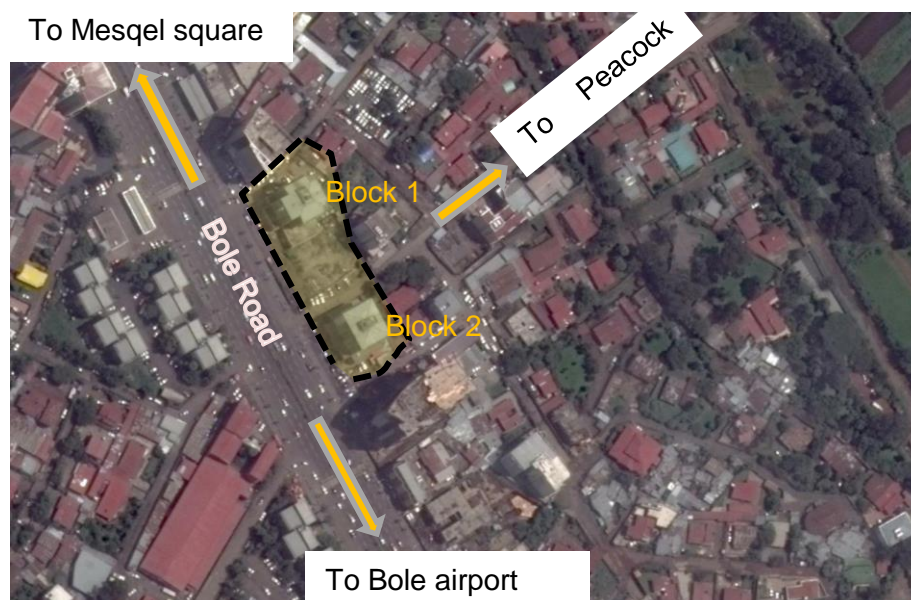 To Mesqel square
To Peacock
Block 1
Bole Road
Block 2
To Bole airport